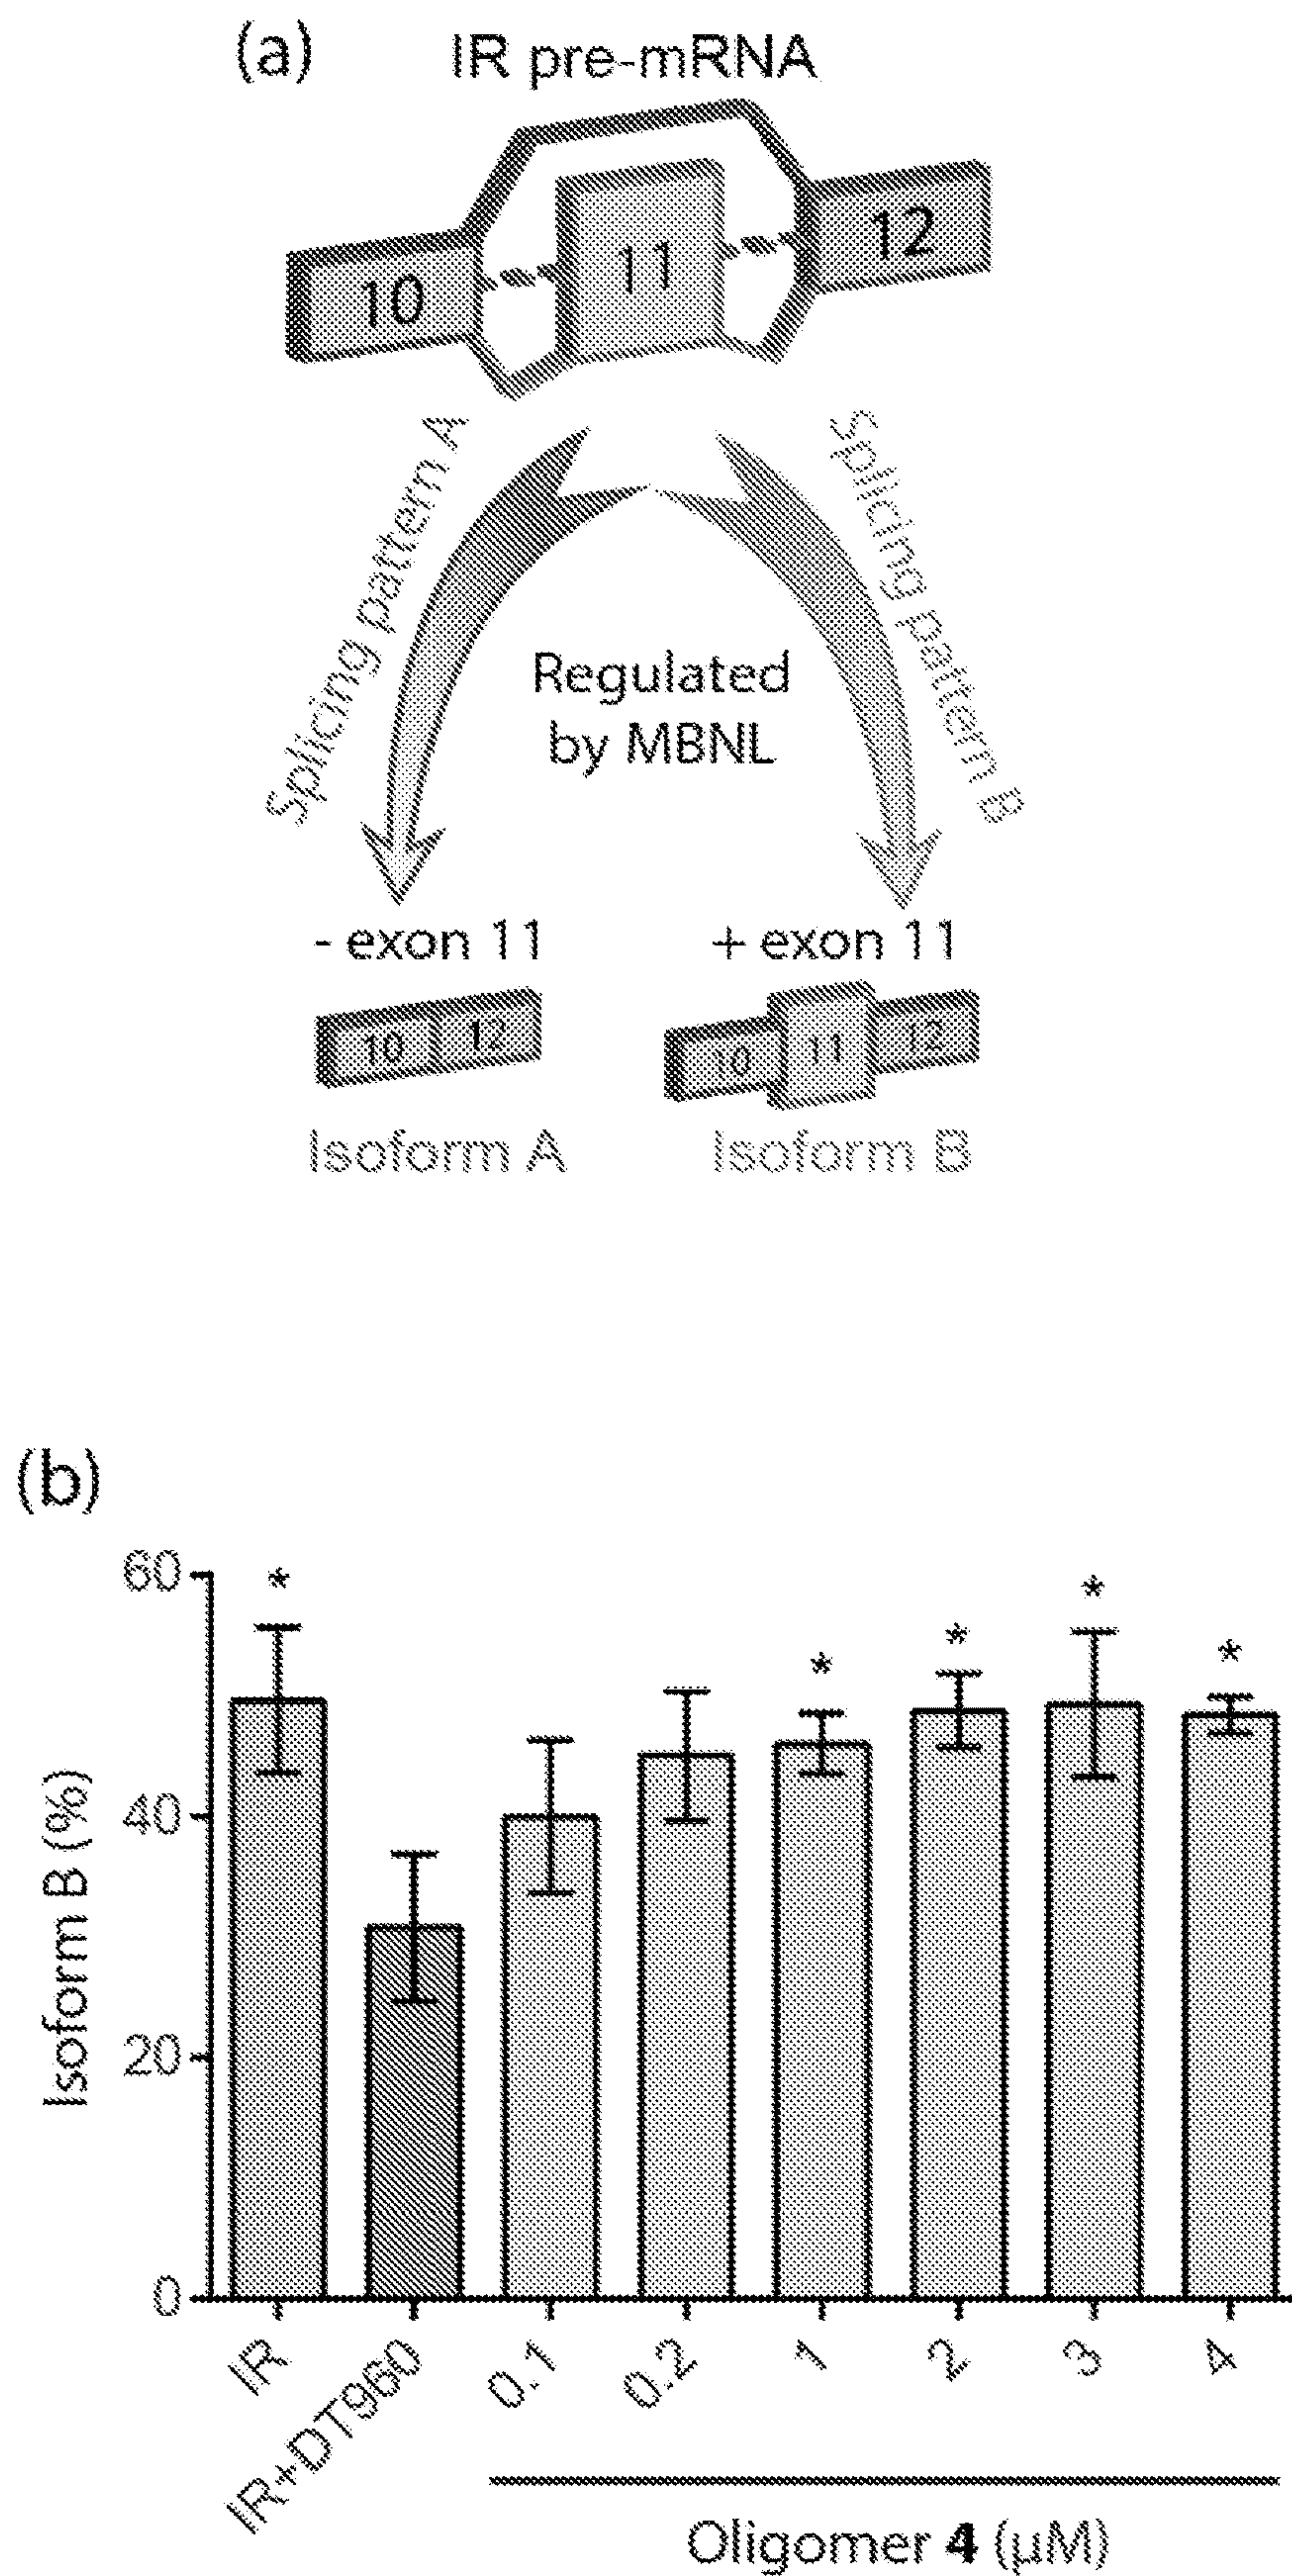 (a)
IR pre-mRNA
10
11
12
Splicing pattern A
Splicing pattern B
Regulated
by MBNL
- exon 11
+ exon 11
10 12
10 11 12
Isoform A
Isoform B
(b)
Isoform B (%)
60
40
20
0
*
*
*
*
*
IR
IR+DT960
0.1
0.2
1
2
3
4
Oligomer 4 (µM)